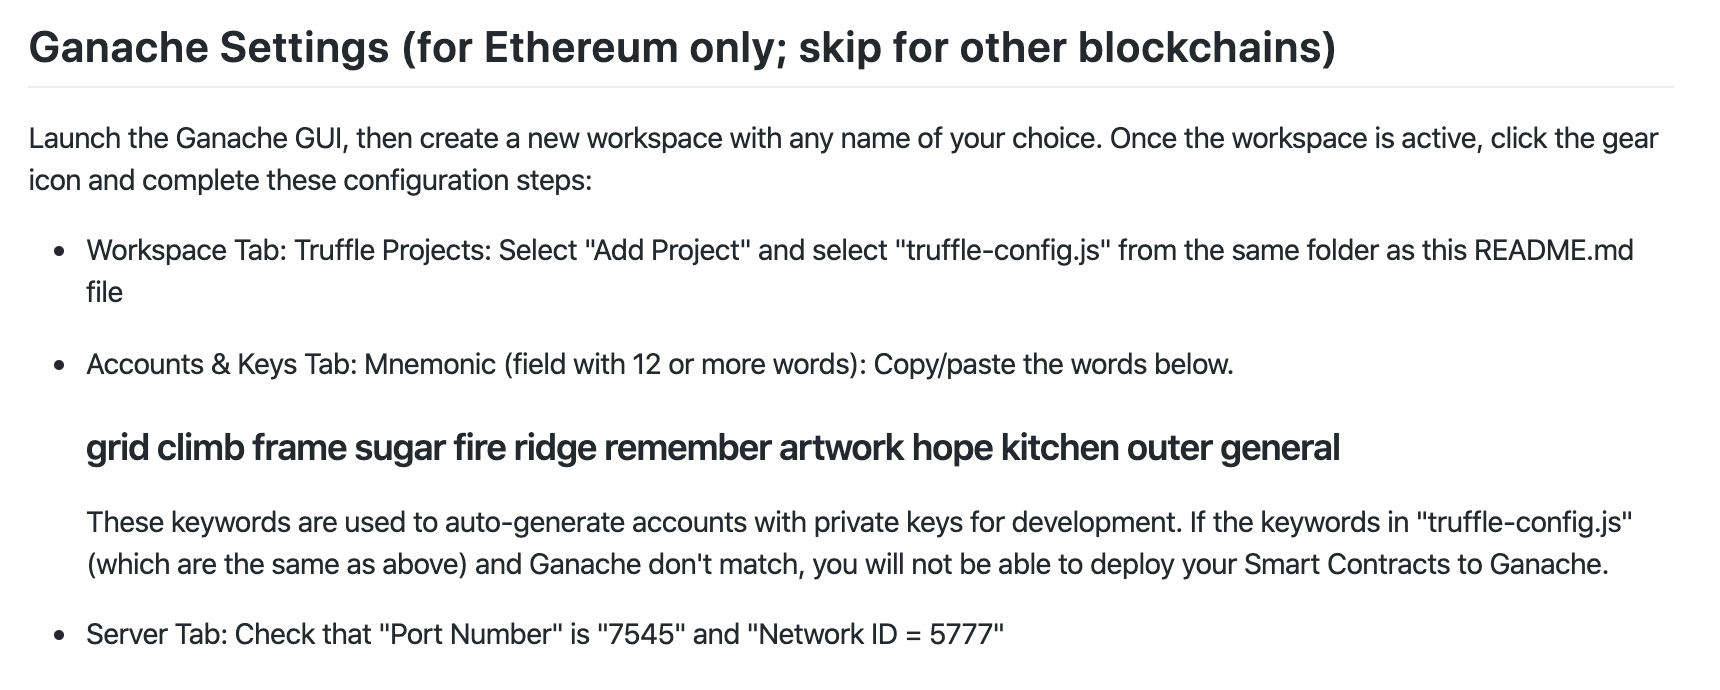 Ganache Settings (for Ethereum only; skip for other blockchains)
Launch the Ganache GUI, then create a new workspace with any name of your choice. Once the workspace is active, click the gear
icon and complete these configuration steps:
• Workspace Tab: Truffle Projects: Select "Add Project" and select "truffle-config.js" from the same folder as this README.md
file
• Accounts & Keys Tab: Mnemonic (field with 12 or more words): Copy/paste the words below.
grid climb frame sugar fire ridge remember artwork hope kitchen outer general
These keywords are used to auto-generate accounts with private keys for development. If the keywords in "truffle-config.js"
(which are the same as above) and Ganache don't match, you will not be able to deploy your Smart Contracts to Ganache.
• Server Tab: Check that "Port Number" is "7545" and "Network ID = 5777"